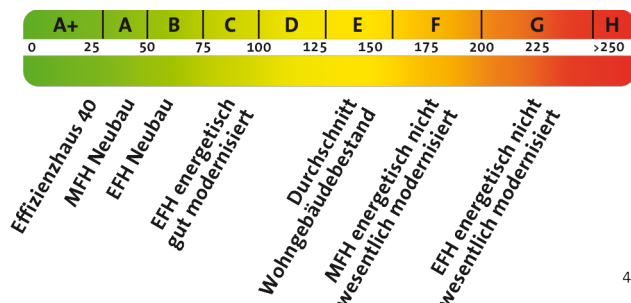 A+ A B C D E F G H
0 25 50 75 100 125 150 175 200 225 >250
Effizienzhaus 40
MFH Neubau
EFH Neubau
EFH energetisch
gut modernisiert
Durchschnitt
Wohngebäudebestand
MFH energetisch nicht
wesentlich modernisiert
EFH energetisch nicht
wesentlich modernisiert
4